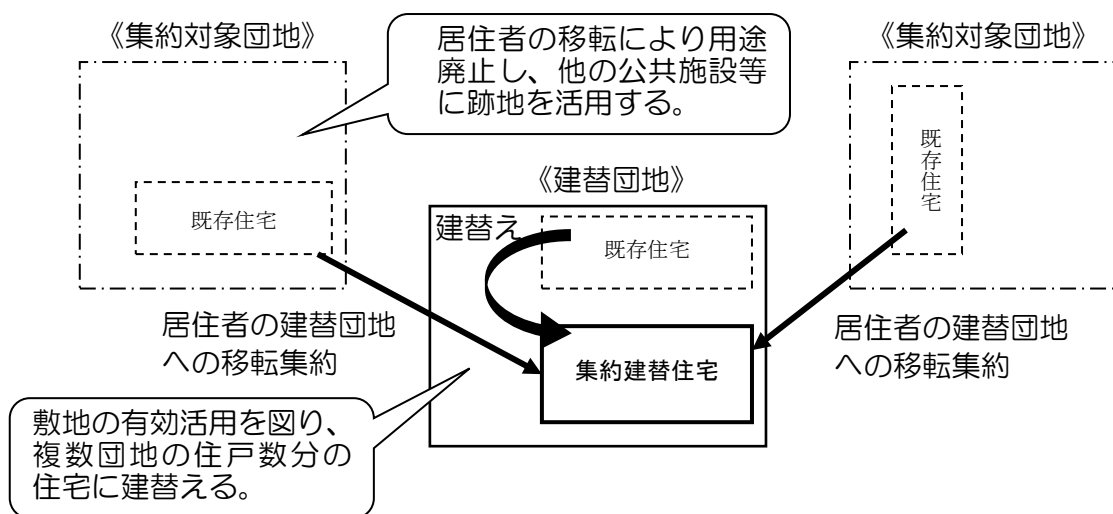 《集約対象団地》
居住者の移転により用途
廃止し、他の公共施設等
に跡地を活用する。
《集約対象団地》
既存住宅
既存住宅
《建替団地》
建替え
既存住宅
居住者の建替団地
への移転集約
居住者の建替団地
への移転集約
集約建替住宅
敷地の有効活用を図り、
複数団地の住戸数分の
住宅に建替える。